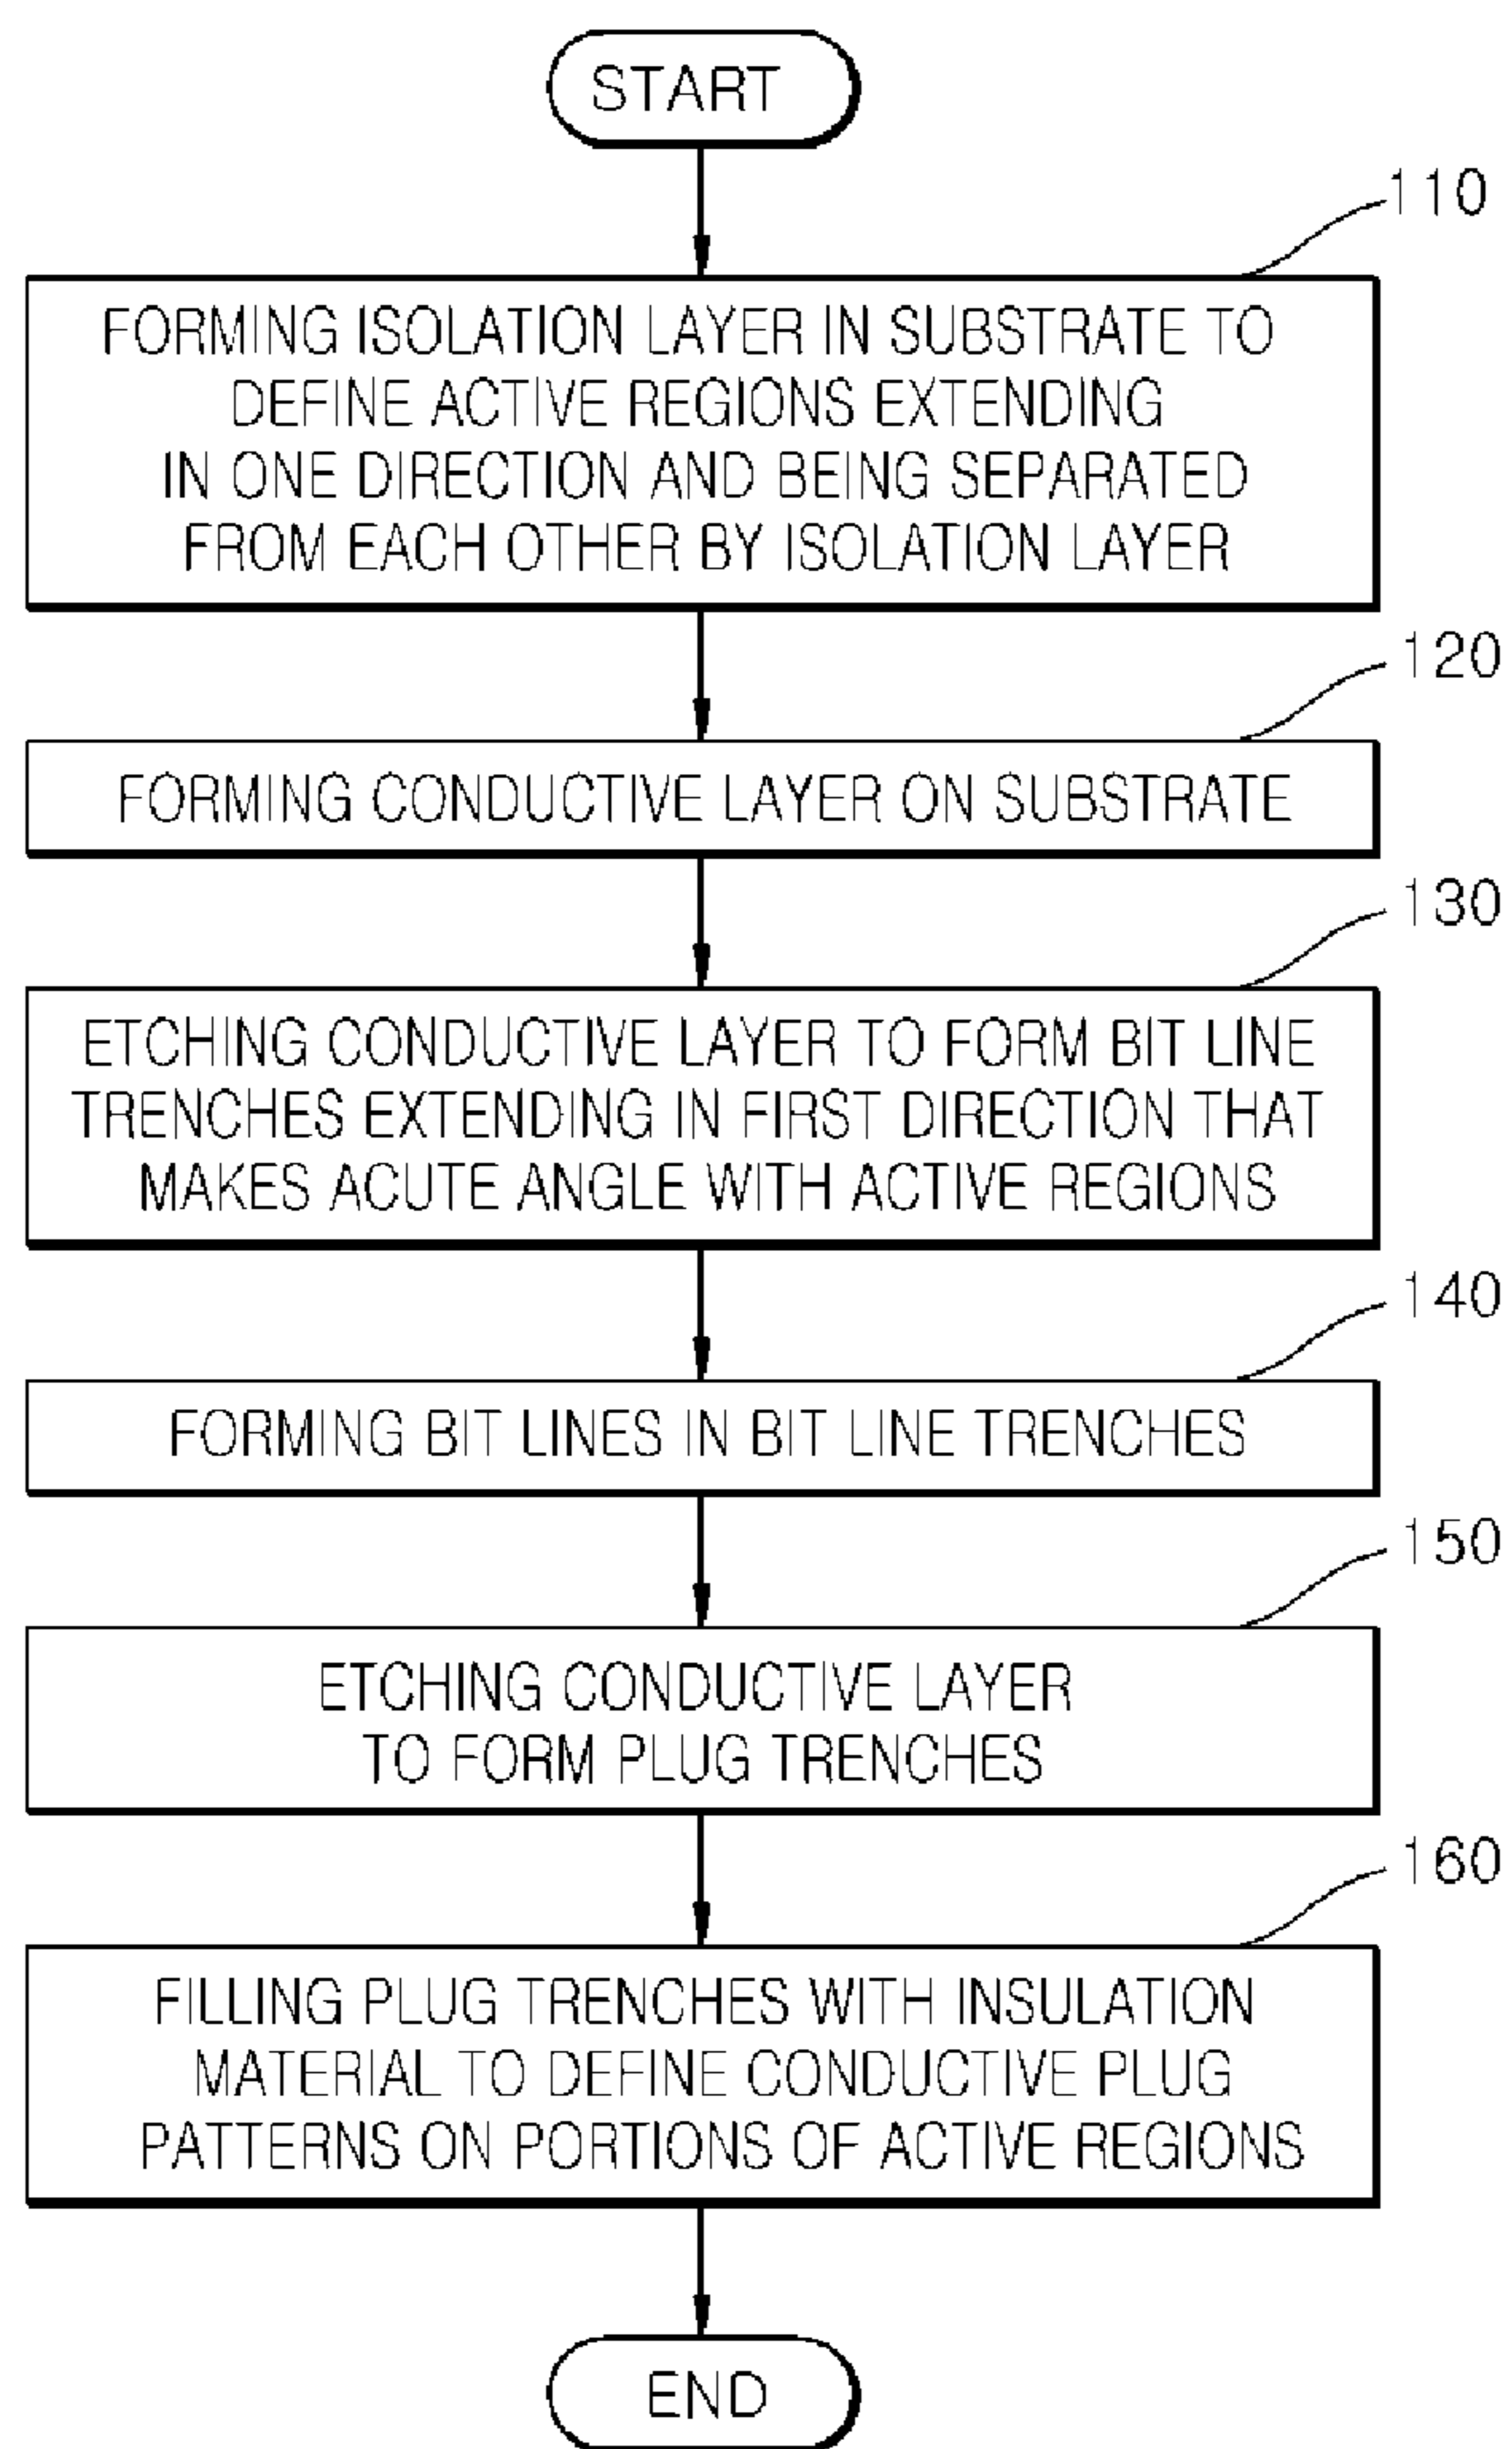 START
110
FORMING ISOLATION LAYER IN SUBSTRATE TO
DEFINE ACTIVE REGIONS EXTENDING
IN ONE DIRECTION AND BEING SEPARATED
FROM EACH OTHER BY ISOLATION LAYER
120
FORMING CONDUCTIVE LAYER ON SUBSTRATE
130
ETCHING CONDUCTIVE LAYER TO FORM BIT LINE
TRENCHES EXTENDING IN FIRST DIRECTION THAT
MAKES ACUTE ANGLE WITH ACTIVE REGIONS
140
FORMING BIT LINES IN BIT LINE TRENCHES
150
ETCHING CONDUCTIVE LAYER
TO FORM PLUG TRENCHES
160
FILLING PLUG TRENCHES WITH INSULATION
MATERIAL TO DEFINE CONDUCTIVE PLUG
PATTERNS ON PORTIONS OF ACTIVE REGIONS
END